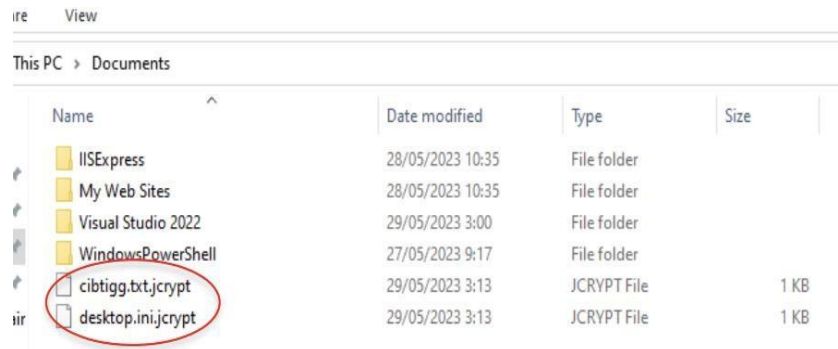 are View
This PC > Documents
Name Date modified Type Size
IISExpress 28/05/2023 10:35 File folder
My Web Sites 28/05/2023 10:35 File folder
Visual Studio 2022 29/05/2023 3:00 File folder
WindowsPowerShell 27/05/2023 9:17 File folder
cibtigg.txt.jcrypt 29/05/2023 3:13 JCRYPT File 1 KB
air desktop.ini.jcrypt 29/05/2023 3:13 JCRYPT File 1 KB